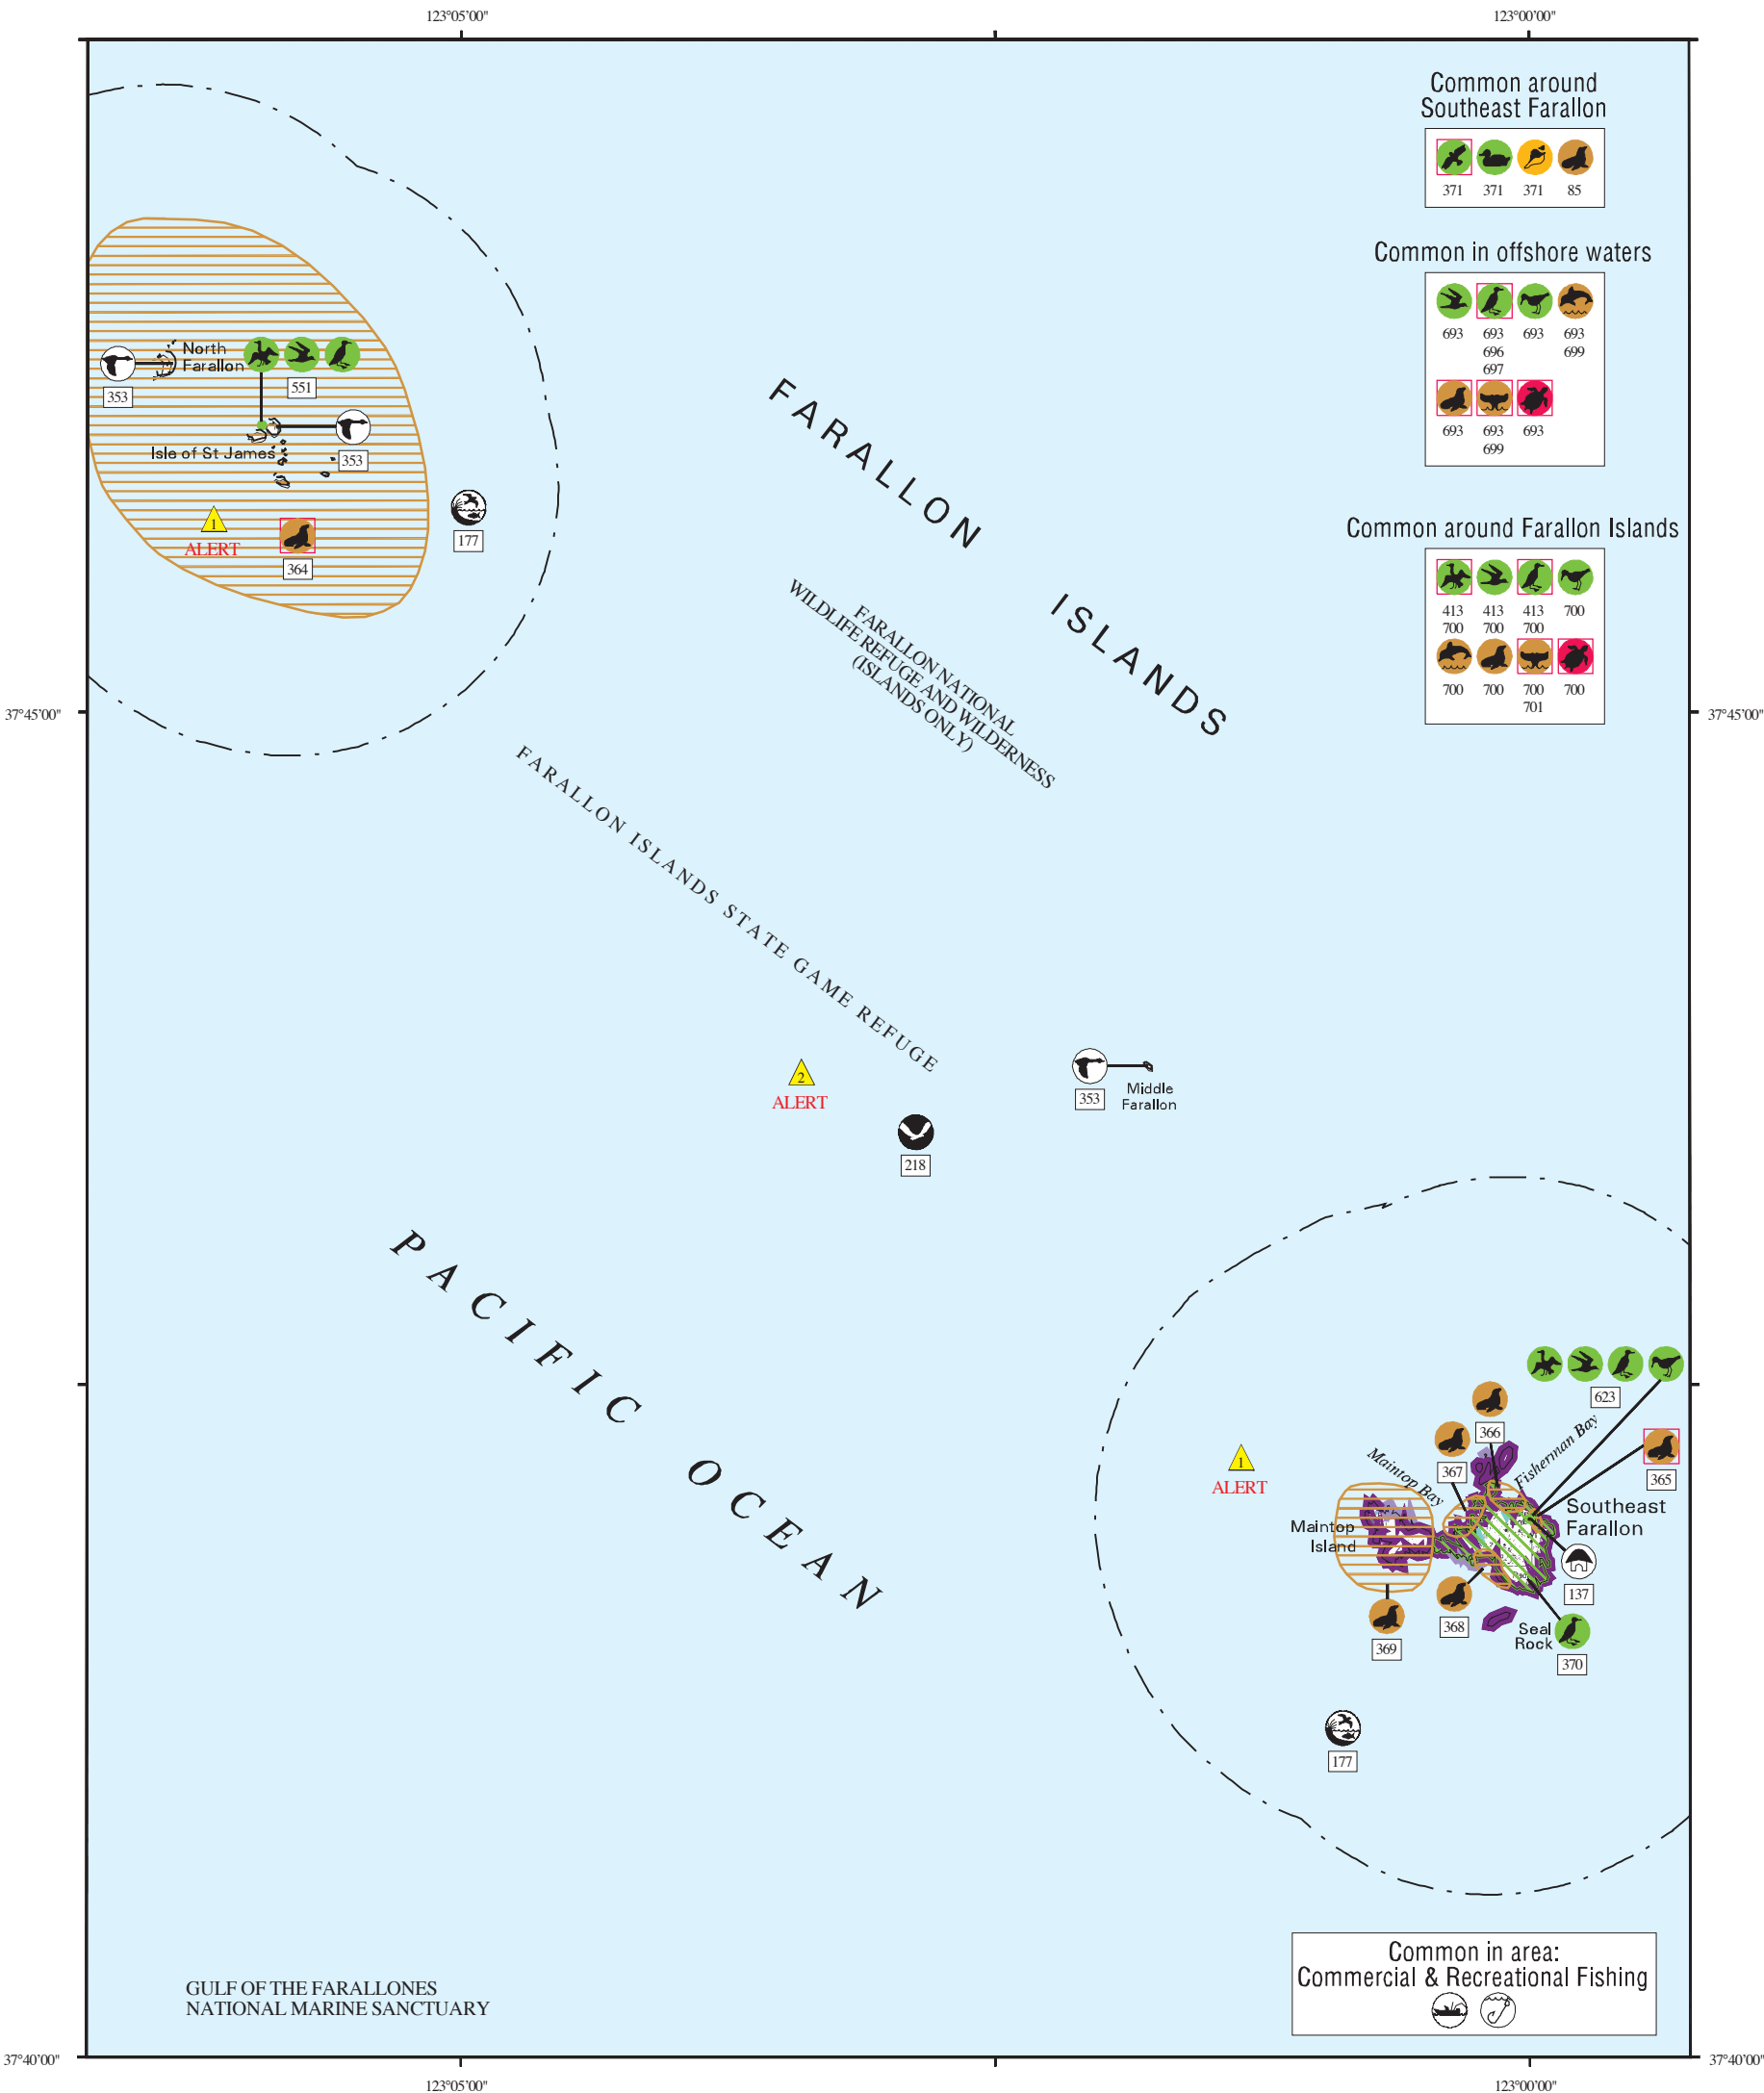 123°05'00"
123°00'00"
Common around
Southeast Farallon
371
371
371
85
Common in offshore waters
693
693
693
693
696
699
697
693
693
693
699
Common around Farallon Islands
413
413
413
700
700
700
700
700
700
700
700
701
North
Farallon
551
353
Isle of St James
353
1
ALERT
364
177
FARALLON
ISLANDS
FARALLON NATIONAL
WILDLIFE REFUGE AND WILDERNESS
(ISLANDS ONLY)
37°45'00"
37°45'00"
FARALLON ISLANDS STATE GAME REFUGE
2
ALERT
353
Middle
Farallon
218
PACIFIC
OCEAN
623
366
Fisherman Bay
367
Maintop Bay
365
1
ALERT
Southeast
Farallon
Maintop
Island
137
368
Seal
Rock
369
370
177
Common in area:
Commercial & Recreational Fishing
GULF OF THE FARALLONES
NATIONAL MARINE SANCTUARY
37°40'00"
37°40'00"
123°05'00"
123°00'00"